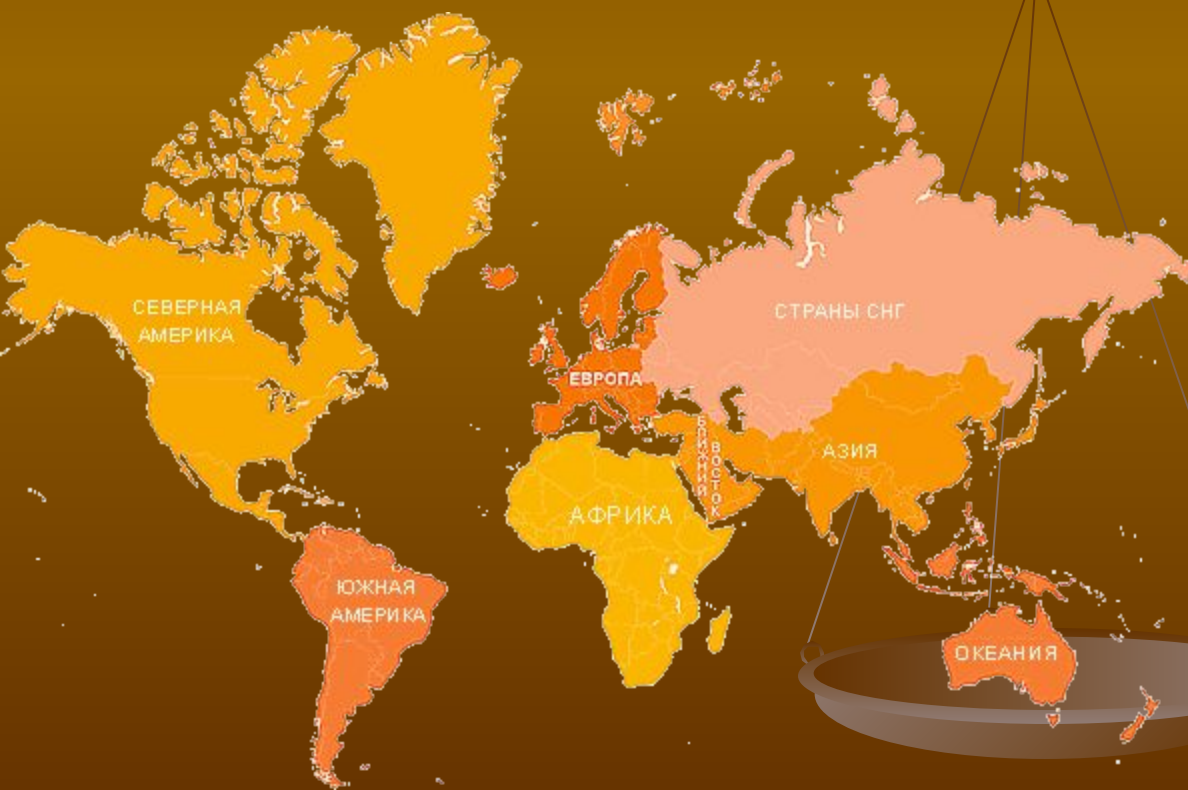 СЕВЕРНАЯ
АМЕРИКА
СТРАНЫ СНГ
ЕВРОПА
БЛИЖНИЙ
ВОСТОК
АЗИЯ
АФРИКА
ЮЖНАЯ
АМЕРИКА
ОКЕАНИЯ